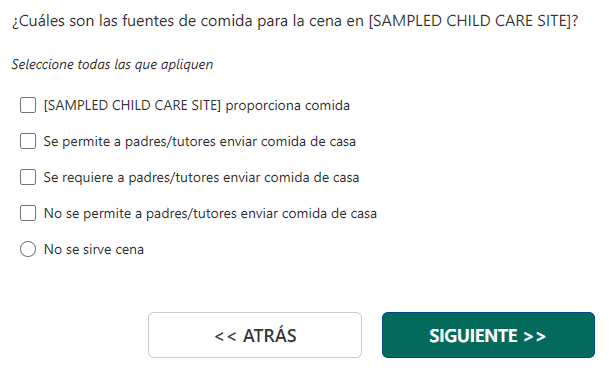 ¿Cuáles son las fuentes de comida para la cena en [SAMPLED CHILD CARE SITE]?
Seleccione todas las que apliquen
[SAMPLED CHILD CARE SITE] proporciona comida
Se permite a padres/tutores enviar comida de casa
Se requiere a padres/tutores enviar comida de casa
No se permite a padres/tutores enviar comida de casa
No se sirve cena
<< ATRÁS
SIGUIENTE >>